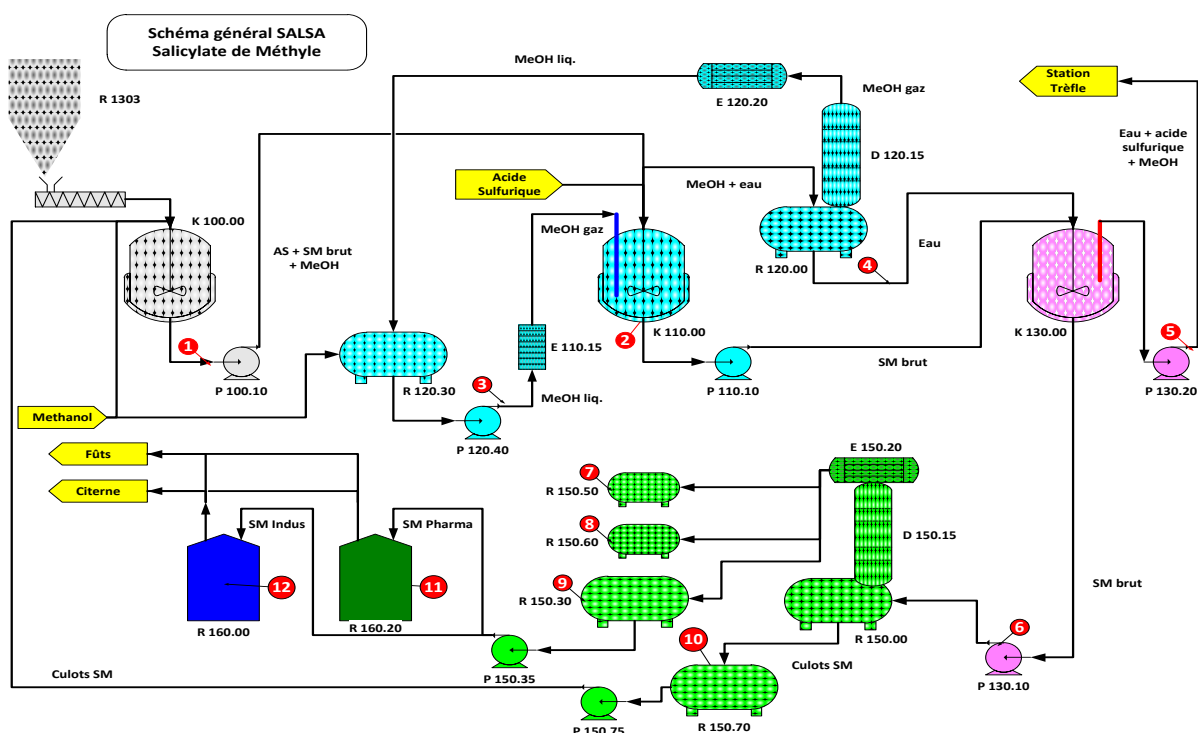 Schéma général SALSA
Salicylate de Méthyle
R 1303
MeOH liq.
E 120.20
MeOH gaz
Station
Trèfle
Eau + acide
sulfurique
+ MeOH
D 120.15
Acide
Sulfurique
MeOH + eau
K 100.00
MeOH gaz
AS + SM brut
+ MeOH
Eau
R 120.00
4
K 110.00
K 130.00
1
2
5
E 110.15
SM brut
P 100.10
R 120.30
3
P 110.10
P 130.20
MeOH liq.
Methanol
P 120.40
Fûts
Citerne
E 150.20
7
R 150.50
SM Indus
SM Pharma
8
R 150.60
D 150.15
9
R 150.30
SM brut
12
11
R 160.00
R 160.20
10
R 150.00
6
Culots SM
P 150.35
Culots SM
P 130.10
P 150.75
R 150.70